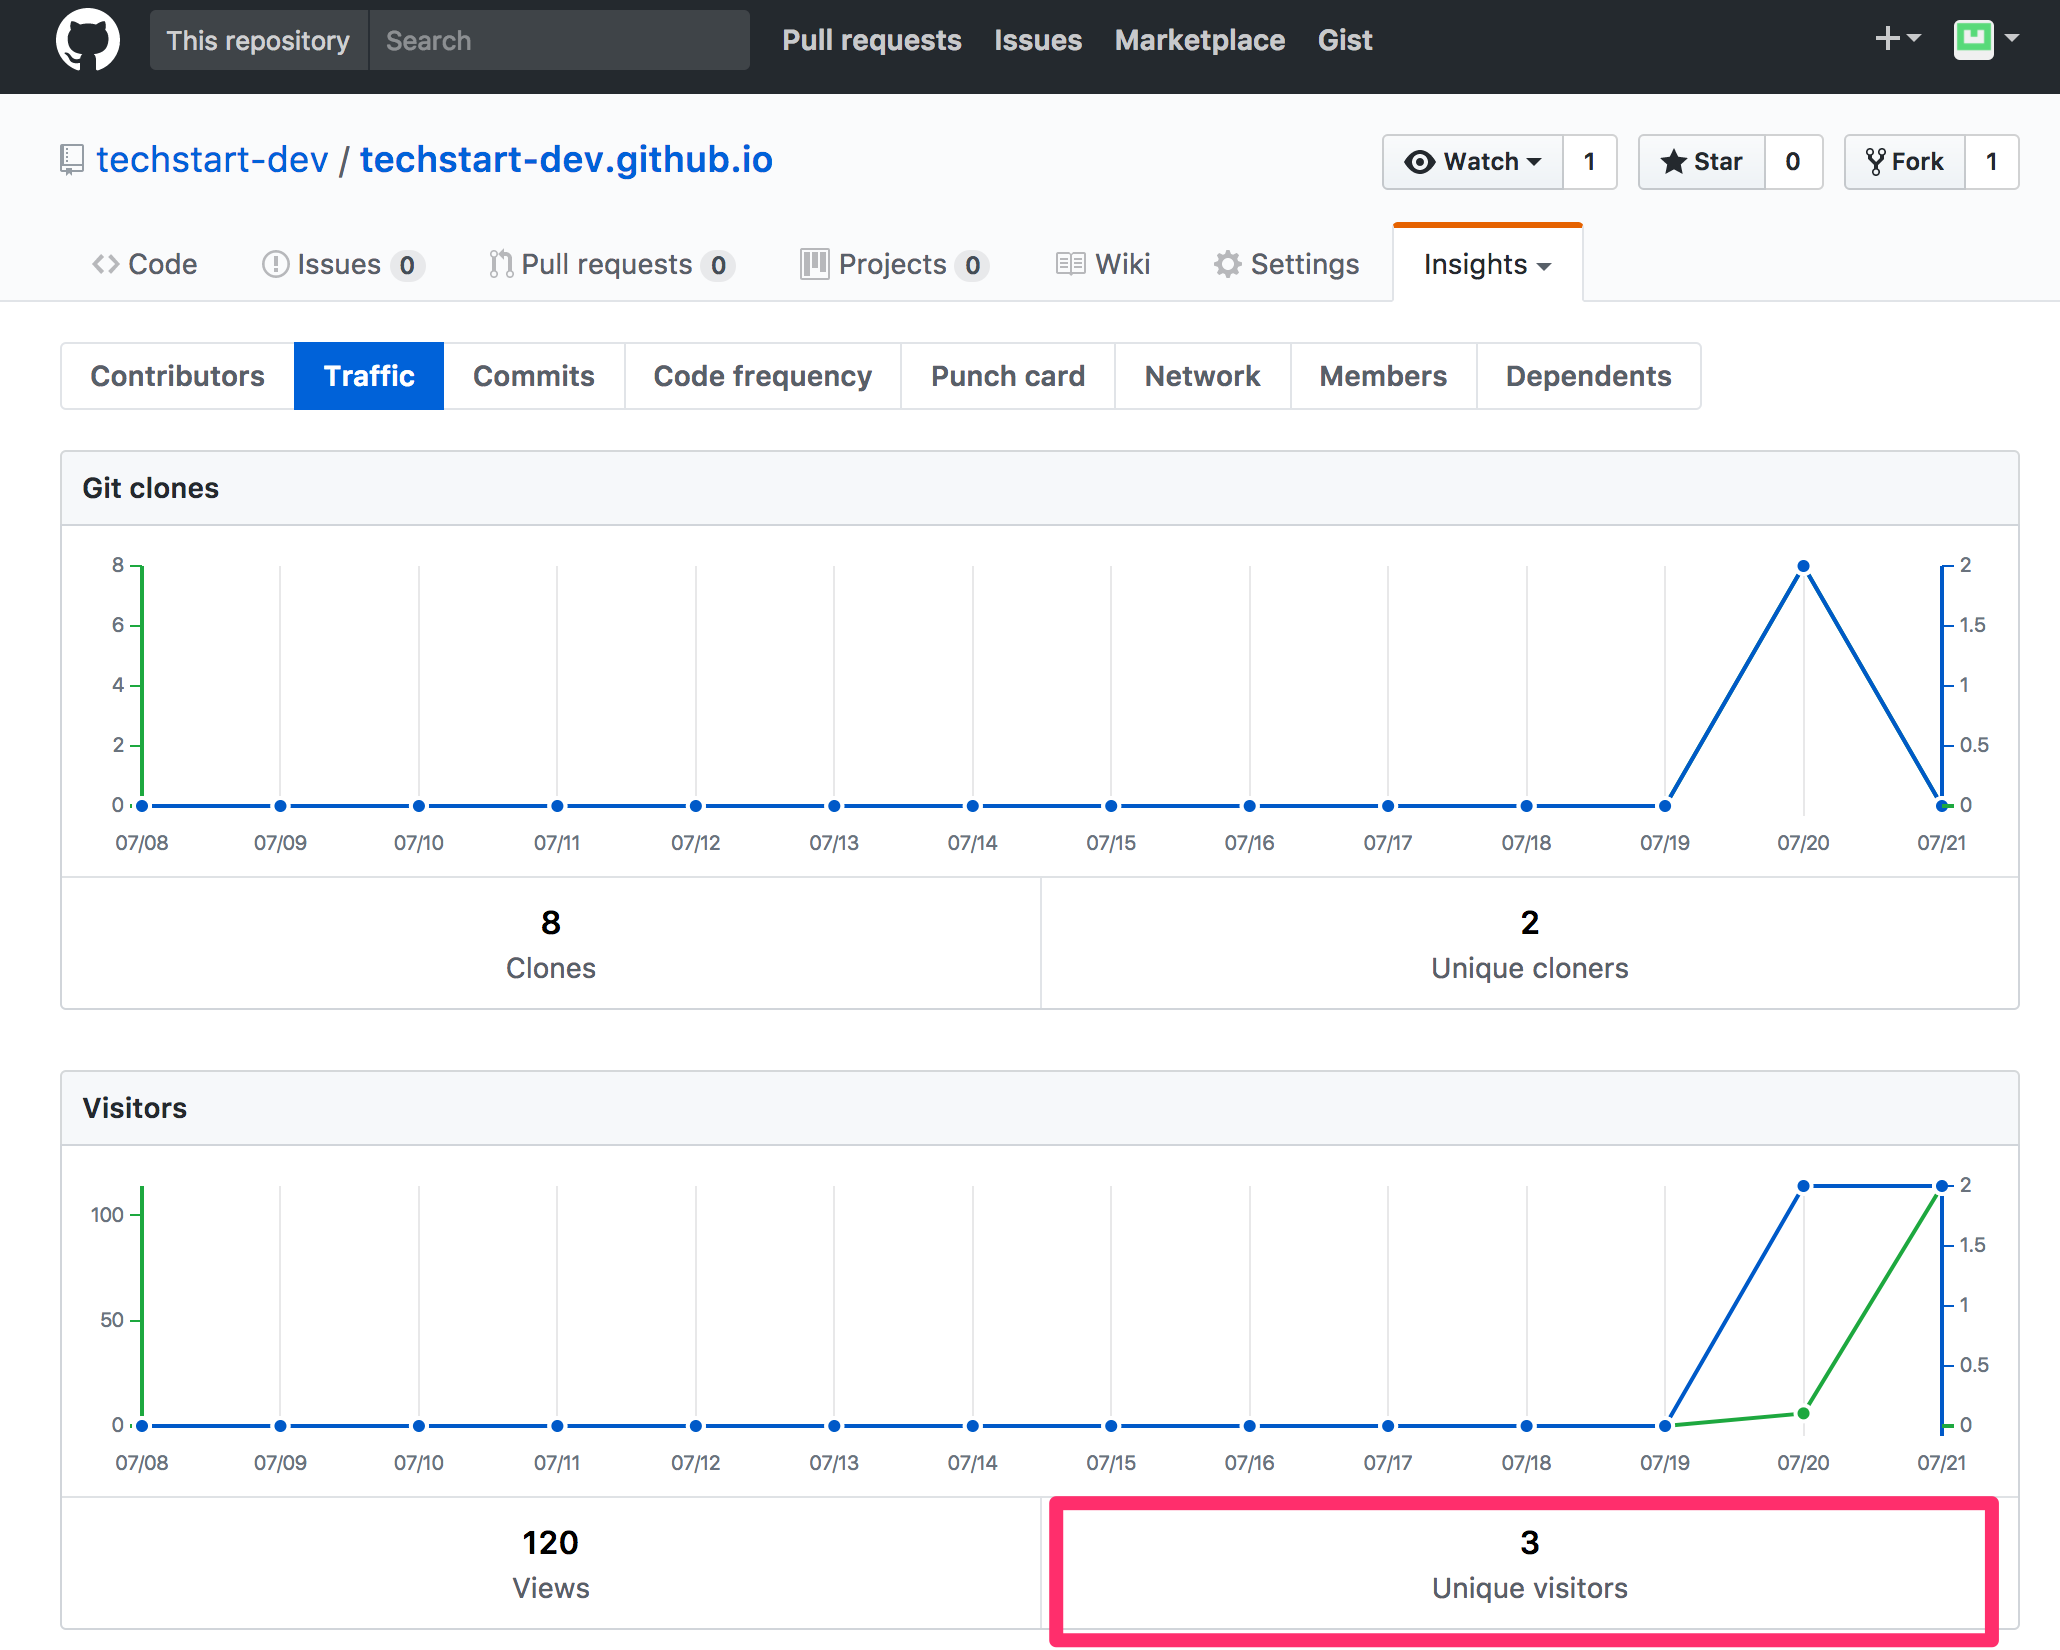 This repository Search Pull requests Issues Marketplace Gist
techstart-dev / techstart-dev.github.io Watch 1 Star 0 Fork 1
Code Issues 0 Pull requests 0 Projects 0 Wiki Settings Insights
Contributors Traffic Commits Code frequency Punch card Network Members Dependents
Git clones
8 2
6 1.5
4 1
2 0.5
0 0
07/08 07/09 07/10 07/11 07/12 07/13 07/14 07/15 07/16 07/17 07/18 07/19 07/20 07/21
8 2
Clones Unique cloners
Visitors
2
100
1.5
50 1
0.5
0 0
07/08 07/09 07/10 07/11 07/12 07/13 07/14 07/15 07/16 07/17 07/18 07/19 07/20 07/21
120 3
Views Unique visitors